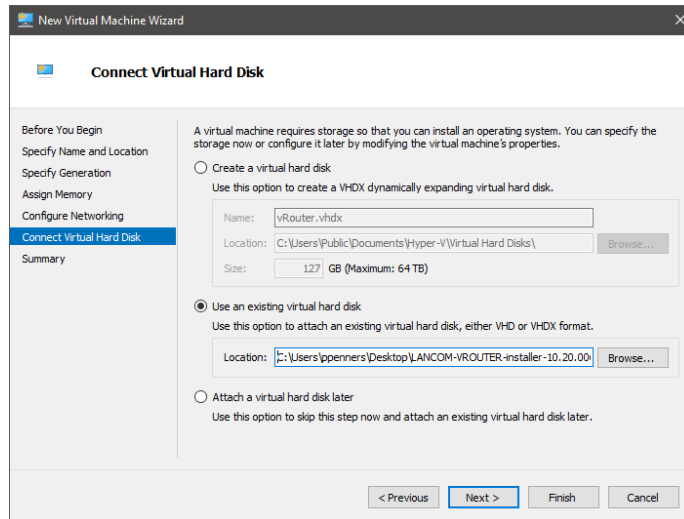 New Virtual Machine Wizard
Connect Virtual Hard Disk
Before You Begin
Specify Name and Location
Specify Generation
Assign Memory
Configure Networking
Connect Virtual Hard Disk
Summary
A virtual machine requires storage so that you can install an operating system. You can specify the
storage now or configure it later by modifying the virtual machine's properties.
Create a virtual hard disk
Use this option to create a VHDX dynamically expanding virtual hard disk.
Name: vRouter.vhdx
Location: C:\Users\Public\Documents\Hyper-V\Virtual Hard Disks\ Browse...
Size: 127 GB (Maximum: 64 TB)
Use an existing virtual hard disk
Use this option to attach an existing virtual hard disk, either VHD or VHDX format.
Location: C:\Users\ppenners\Desktop\LANCOM-VROUTER-installer-10.20.00 Browse...
Attach a virtual hard disk later
Use this option to skip this step now and attach an existing virtual hard disk later.
< Previous Next > Finish Cancel